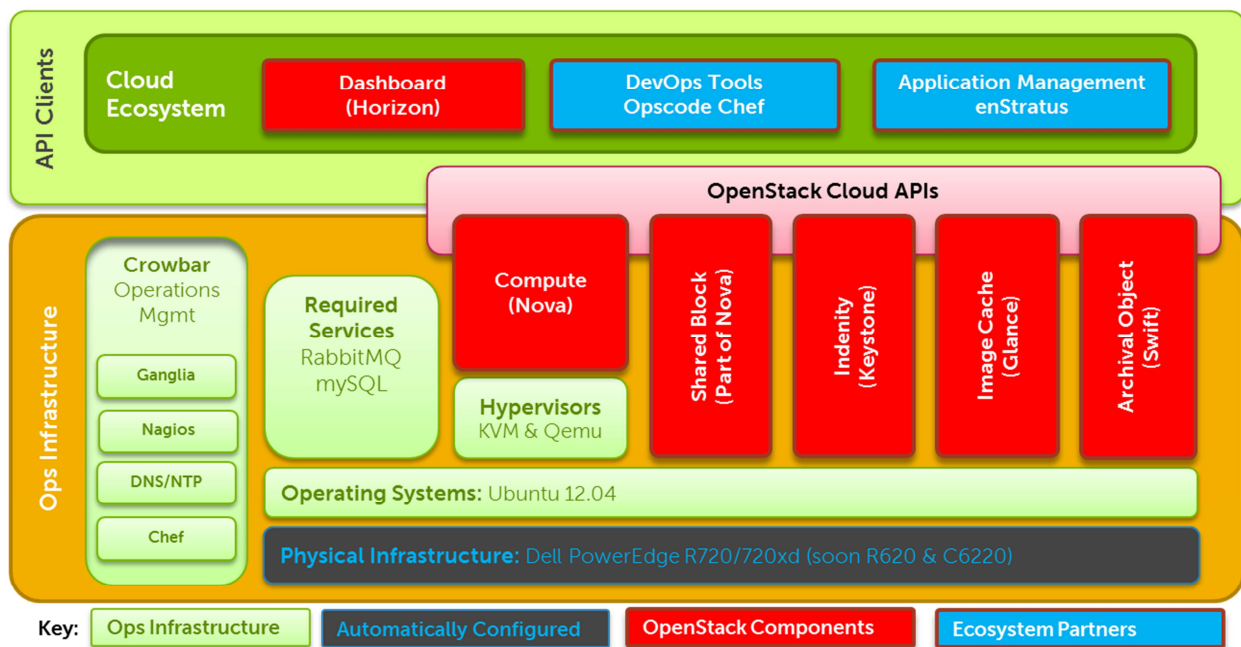 API Clients
Cloud
Ecosystem
Dashboard
(Horizon)
DevOps Tools
Opscode Chef
Application Management
enStratus
OpenStack Cloud APIs
Ops Infrastructure
Crowbar
Operations
Mgmt
Ganglia
Nagios
DNS/NTP
Chef
Required
Services
RabbitMQ
mySQL
Compute
(Nova)
Hypervisors
KVM & Qemu
Shared Block
(Part of Nova)
Indenity
(Keystone)
Image Cache
(Glance)
Archival Object
(Swift)
Operating Systems: Ubuntu 12.04
Physical Infrastructure: Dell PowerEdge R720/720xd (soon R620 & C6220)
Key:
Ops Infrastructure
Automatically Configured
OpenStack Components
Ecosystem Partners